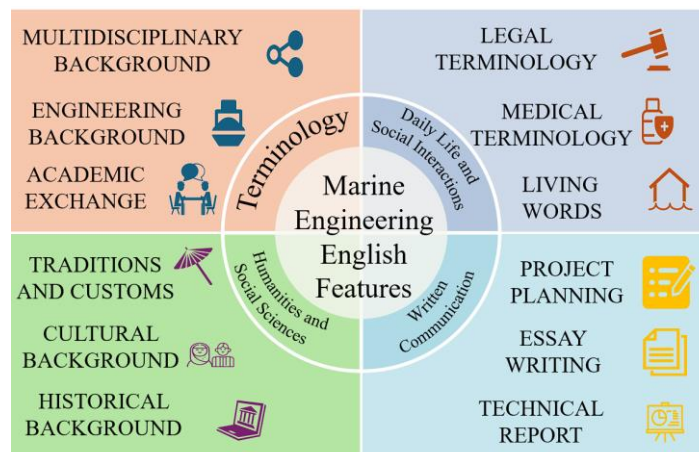 MULTIDISCIPLINARY
BACKGROUND
ENGINEERING
BACKGROUND
ACADEMIC
EXCHANGE
Terminology
LEGAL
TERMINOLOGY
MEDICAL
TERMINOLOGY
LIVING
WORDS
Daily Life and
Social Interactions
Marine
Engineering
English
Features
TRADITIONS
AND CUSTOMS
CULTURAL
BACKGROUND
HISTORICAL
BACKGROUND
Humanities and
Social Sciences
Written
Communication
PROJECT
PLANNING
ESSAY
WRITING
TECHNICAL
REPORT